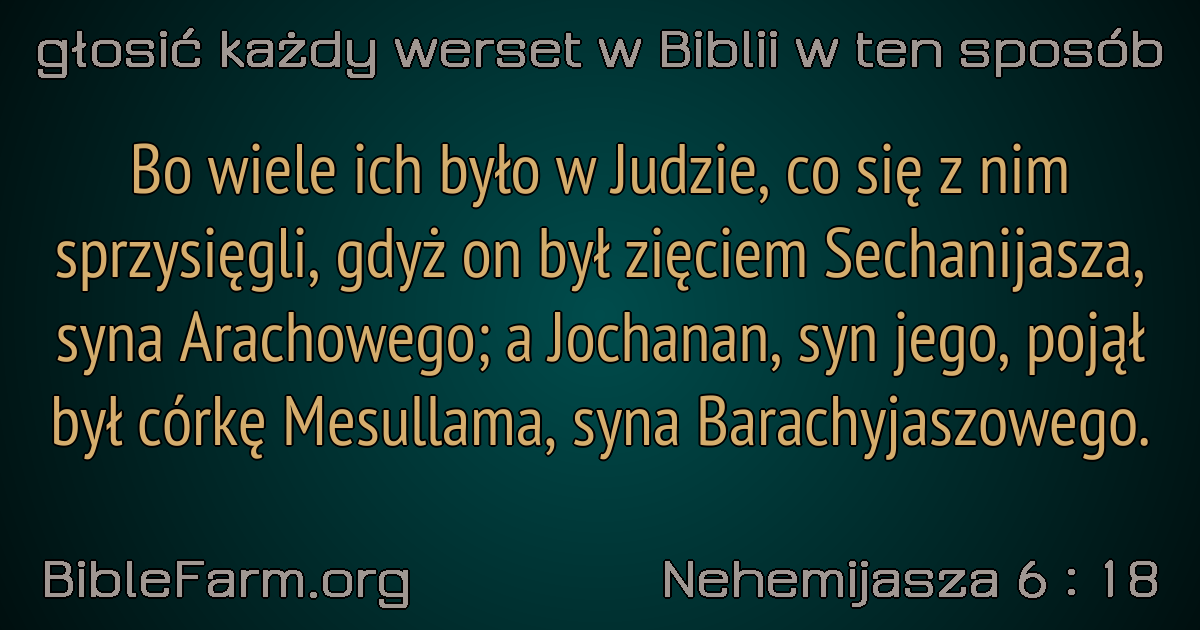 głosić każdy werset w Biblii w ten sposób
Bo wiele ich było w Judzie, co się z nim
sprzysięgli, gdyż on był zięciem Sechanijasza,
syna Arachowego; a Jochanan, syn jego, pojął
był córkę Mesullama, syna Barachyjaszowego.
BibleFarm.org
Nehemijasza 6 : 18